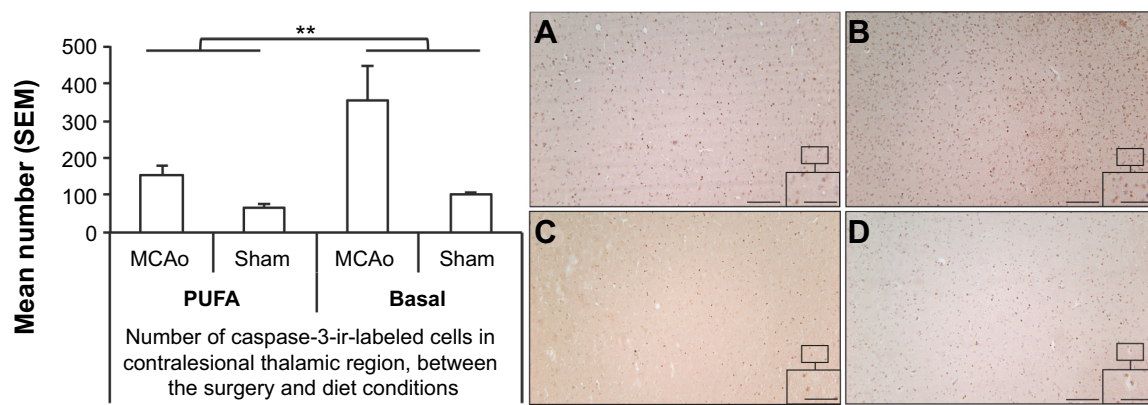 **
500
400
300
200
100
0
Mean number (SEM)
MCAo Sham MCAo Sham
PUFA Basal
Number of caspase-3-ir-labeled cells in
contralesional thalamic region, between
the surgery and diet conditions
A
B
C
D